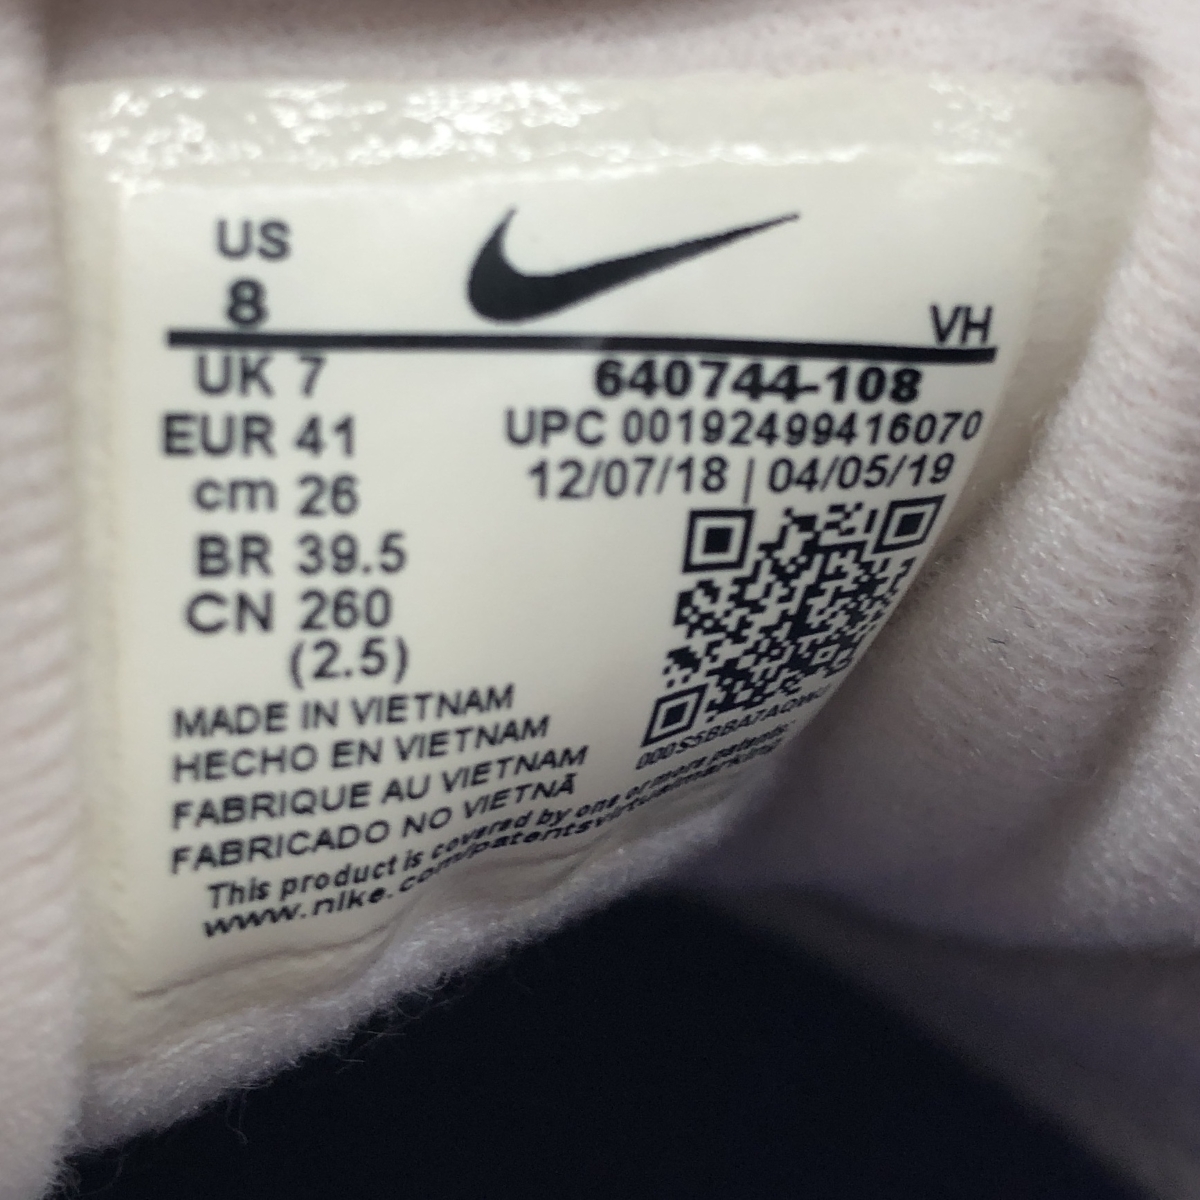 US
8
VH
UK 7
EUR 41
cm 26
BR 39.5
CN 260
(2.5)
640744-108
UPC 00192499416070
12/07/18 | 04/05/19
MADE IN VIETNAM
HECHO EN VIETNAM
FABRIQUE AU VIETNAM
FABRICADO NO VIETNÃ
This product is covered by one or more patents:
www.nike.com/patentsvirtualmarking